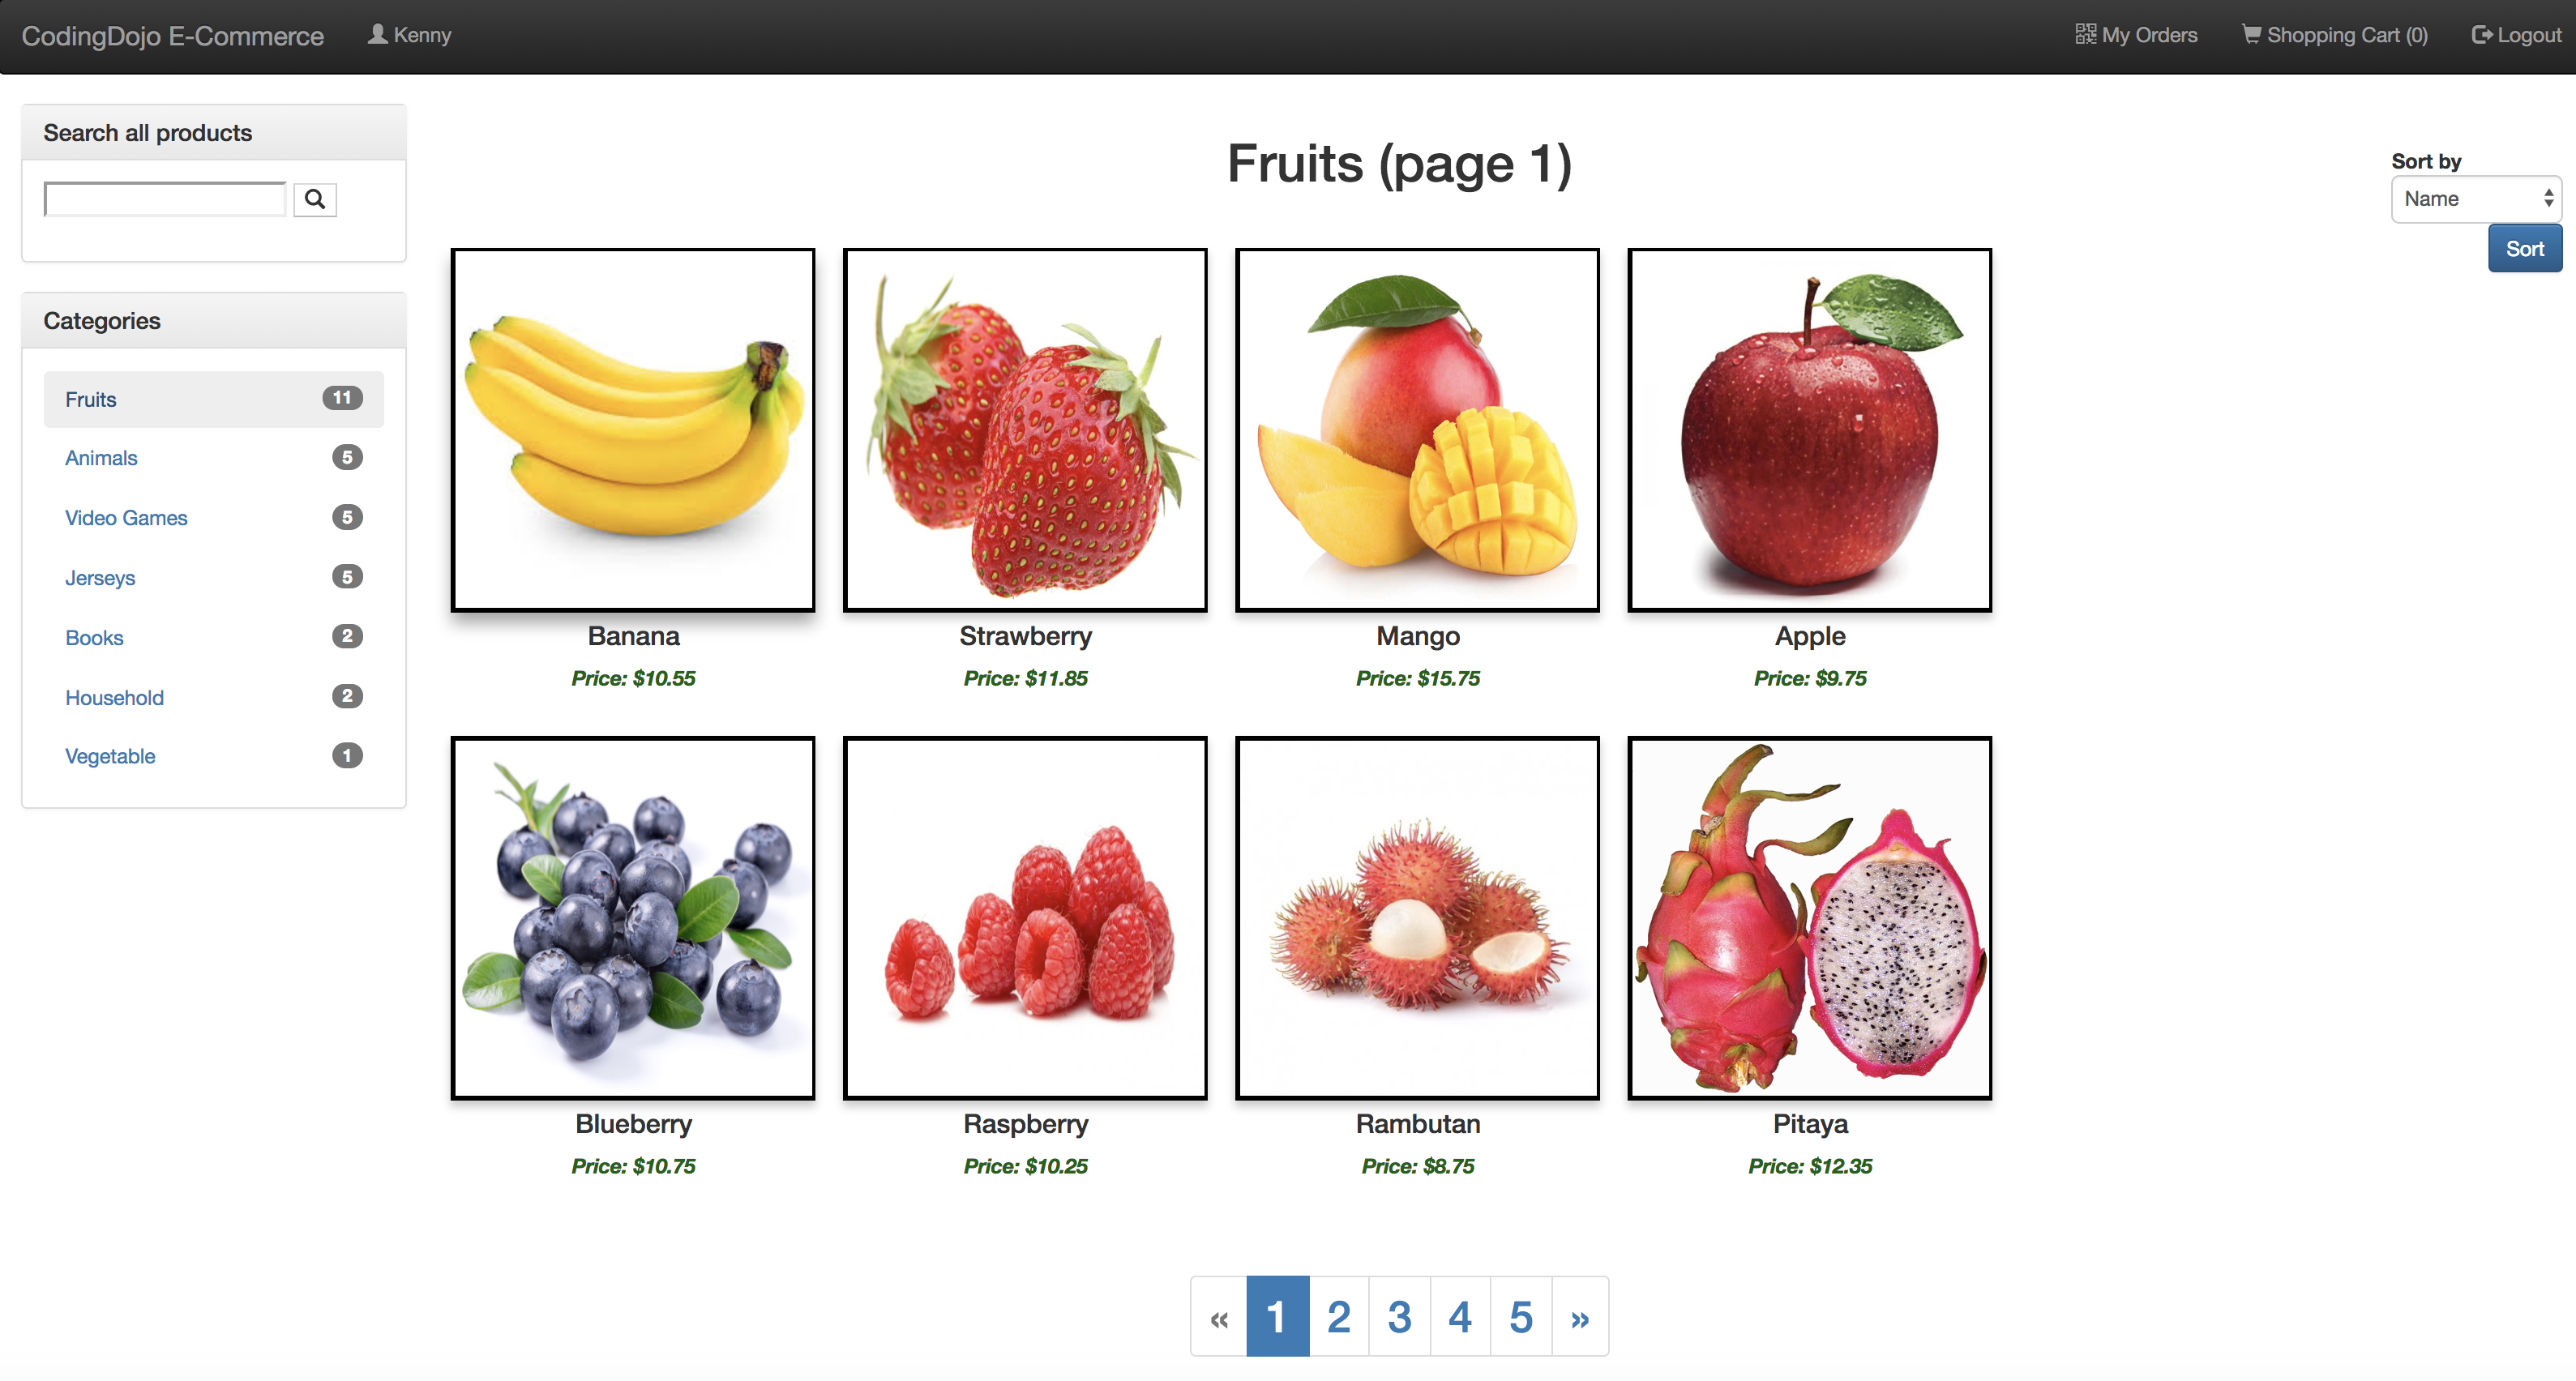 CodingDojo E-Commerce Kenny My Orders Shopping Cart (0) Logout
Search all products
Categories
Fruits 11
Animals 5
Video Games 5
Jerseys 5
Books 2
Household 2
Vegetable 1
Fruits (page 1)
Sort by
Name
Sort
Banana Strawberry Mango Apple
Price: $10.55 Price: $11.85 Price: $15.75 Price: $9.75
Blueberry Raspberry Rambutan Pitaya
Price: $10.75 Price: $10.25 Price: $8.75 Price: $12.35
« 1 2 3 4 5 »